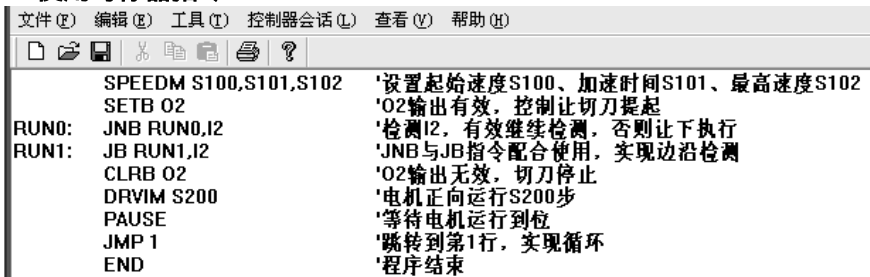 文件(F) 编辑(E) 工具(T) 控制器会话(L) 查看(V) 帮助(H)
SPEEDM S100,S101,S102 '设置起始速度S100、加速时间S101、最高速度S102
SETB O2 'O2输出有效，控制让切刀提起
RUN0: JNB RUN0,I2 '检测I2，有效继续检测，否则让下执行
RUN1: JB RUN1,I2 'JNB与JB指令配合使用，实现边沿检测
CLRB O2 'O2输出无效，切刀停止
DRVIM S200 '电机正向运行S200步
PAUSE '等待电机运行到位
JMP 1 '跳转到第1行，实现循环
END '程序结束